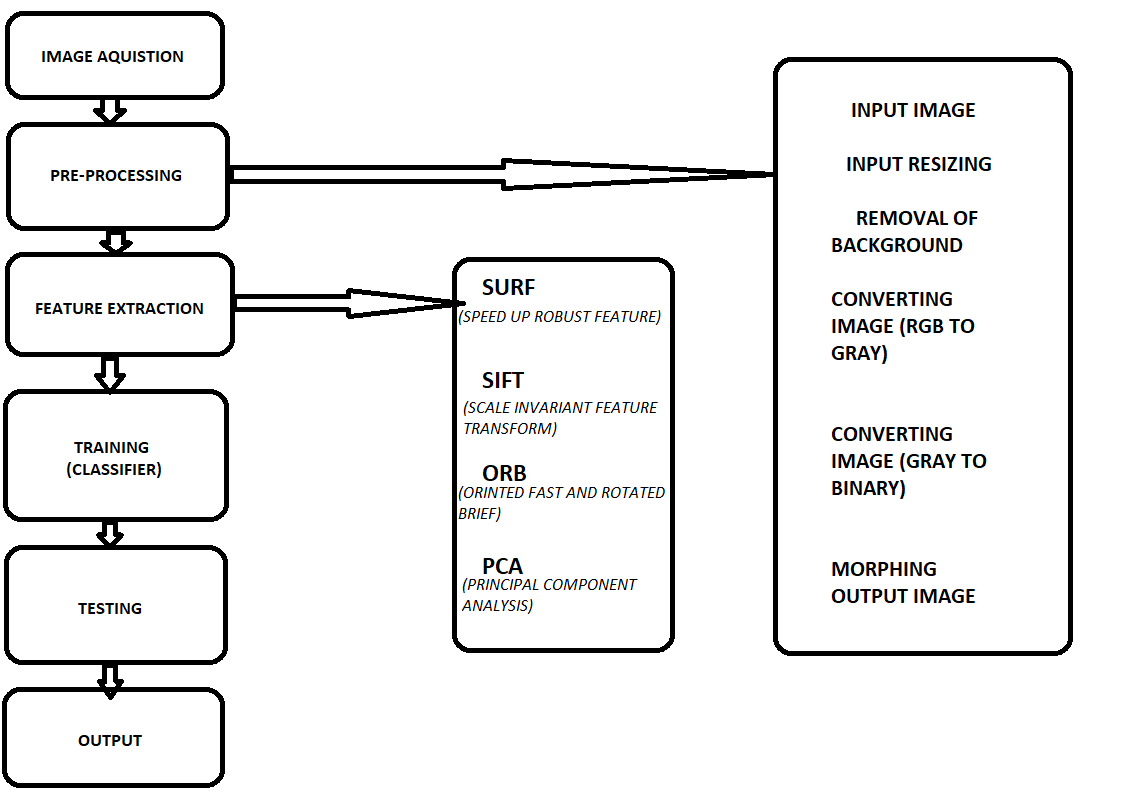 IMAGE AQUISTION
PRE-PROCESSING
FEATURE EXTRACTION
TRAINING
(CLASSIFIER)
TESTING
OUTPUT
SURF
(SPEED UP ROBUST FEATURE)
SIFT
(SCALE INVARIANT FEATURE
TRANSFORM)
ORB
(ORINTED FAST AND ROTATED
BRIEF)
PCA
(PRINCIPAL COMPONENT
ANALYSIS)
INPUT IMAGE
INPUT RESIZING
REMOVAL OF
BACKGROUND
CONVERTING
IMAGE (RGB TO
GRAY)
CONVERTING
IMAGE (GRAY TO
BINARY)
MORPHING
OUTPUT IMAGE